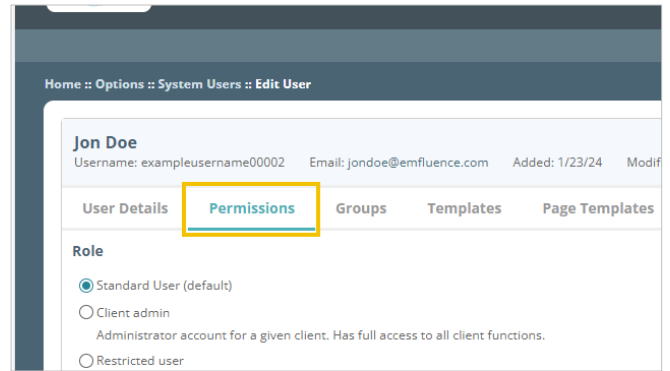 Home :: Options :: System Users :: Edit User
Jon Doe
Username: exampleusername00002 Email: jondoe@emfluence.com Added: 1/23/24
User Details Permissions Groups Templates Page Templates
Role
Standard User (default)
Client admin
Administrator account for a given client. Has full access to all client functions.
Restricted user